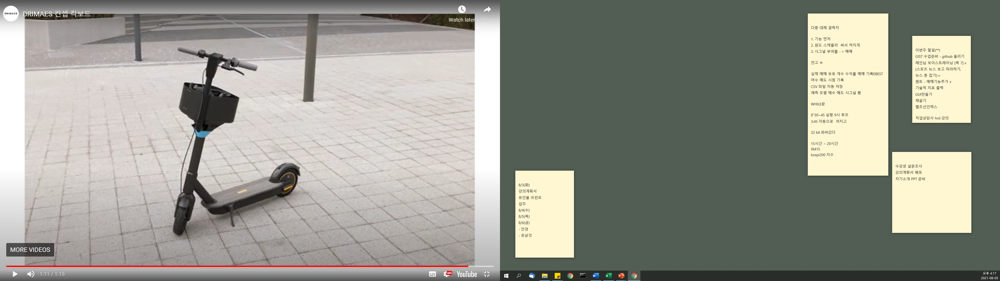 DRIMAES
DRIMAES 컨셉 킥보드
Watch later
Share
MORE VIDEOS
1:11 / 1:15
HD
YouTube
다중 대체 결측치
1. 기능 먼저
2. 윈도 스케줄러 써서 켜지게
3. 시그널 부여를 - > 매매
잔고 ㅌ
실제 매매 보유 개수 수익률 매매 기록EBEST
머수 매도 시점 기록
CSV 파일 자동 저장
예측 모델 매수 매도 시그널 폼
WHILE문
8"30~45 실행 9시 루프
3:45 자동으로 꺼지고
32 64 와싸갔다
15시간 ~ 20시간
t8415
kospi200 지수
이번주 할일(**)
GIST 수업준비 - github 올리기
해인님 보이스트레이닝 [목 7] v
(스포츠 뉴스 보고 따라하기,
뉴스 톤 잡기) v
퀀트 - 매매기능추가 v
기술적 지표 출력
GUI만들기
채굴기
헬조선인덱스
직업상담사 hrd 강의
수강생 설문조사
강의계획서 배포
자기소개 PPT 준비
8/3(화)
강의계획서
유인물 프린트
입주
8/4(수)
8/5(목)
8/6(금)
- 안경
- 옷살것
오후 4:17
2021-08-03